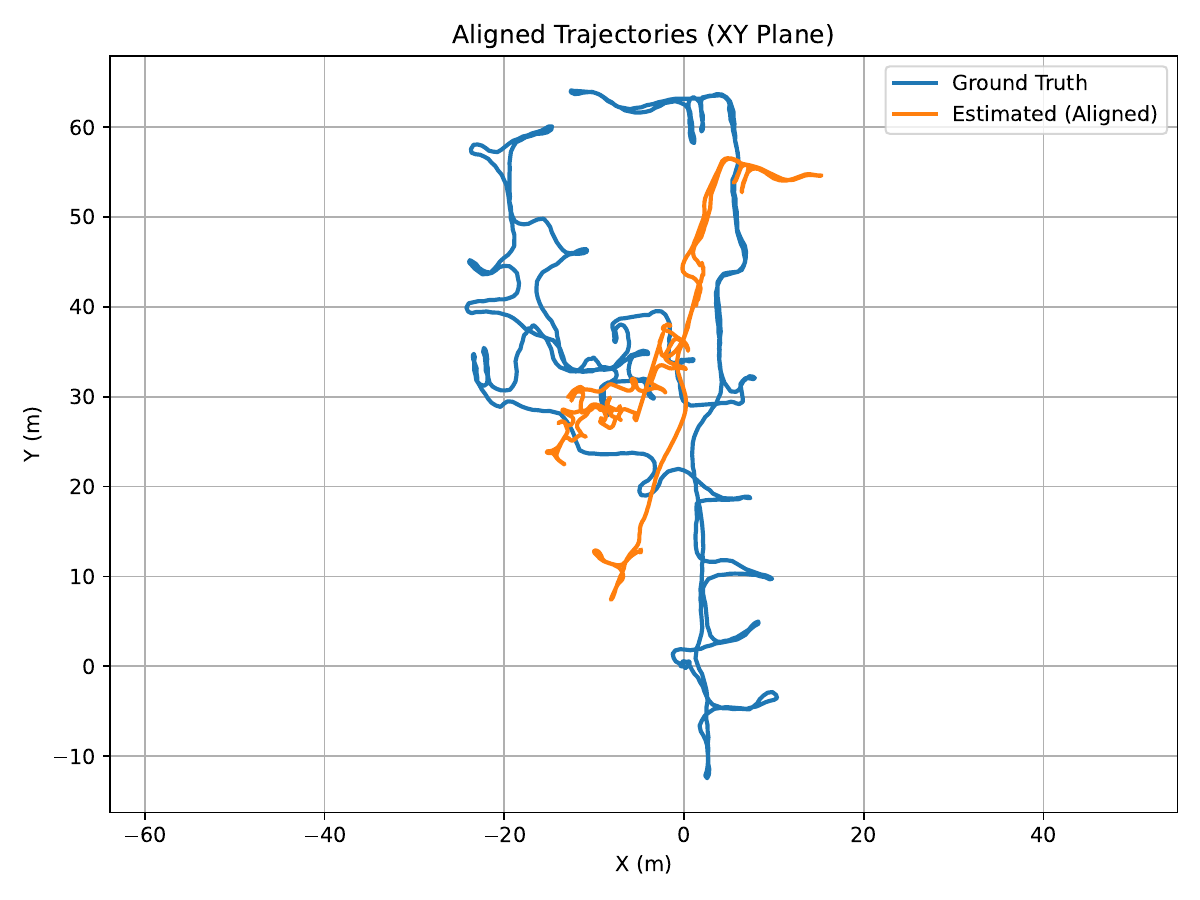 Aligned Trajectories (XY Plane)
Ground Truth
Estimated (Aligned)
60
50
40
30
20
10
0
−10
Y (m)
−60
−40
−20
0
20
40
X (m)